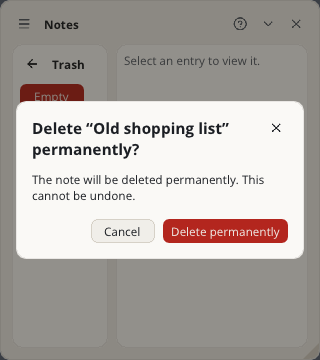 Notes
Trash
Empty
Select an entry to view it.
Delete “Old shopping list”
permanently?
The note will be deleted permanently. This
cannot be undone.
Cancel
Delete permanently